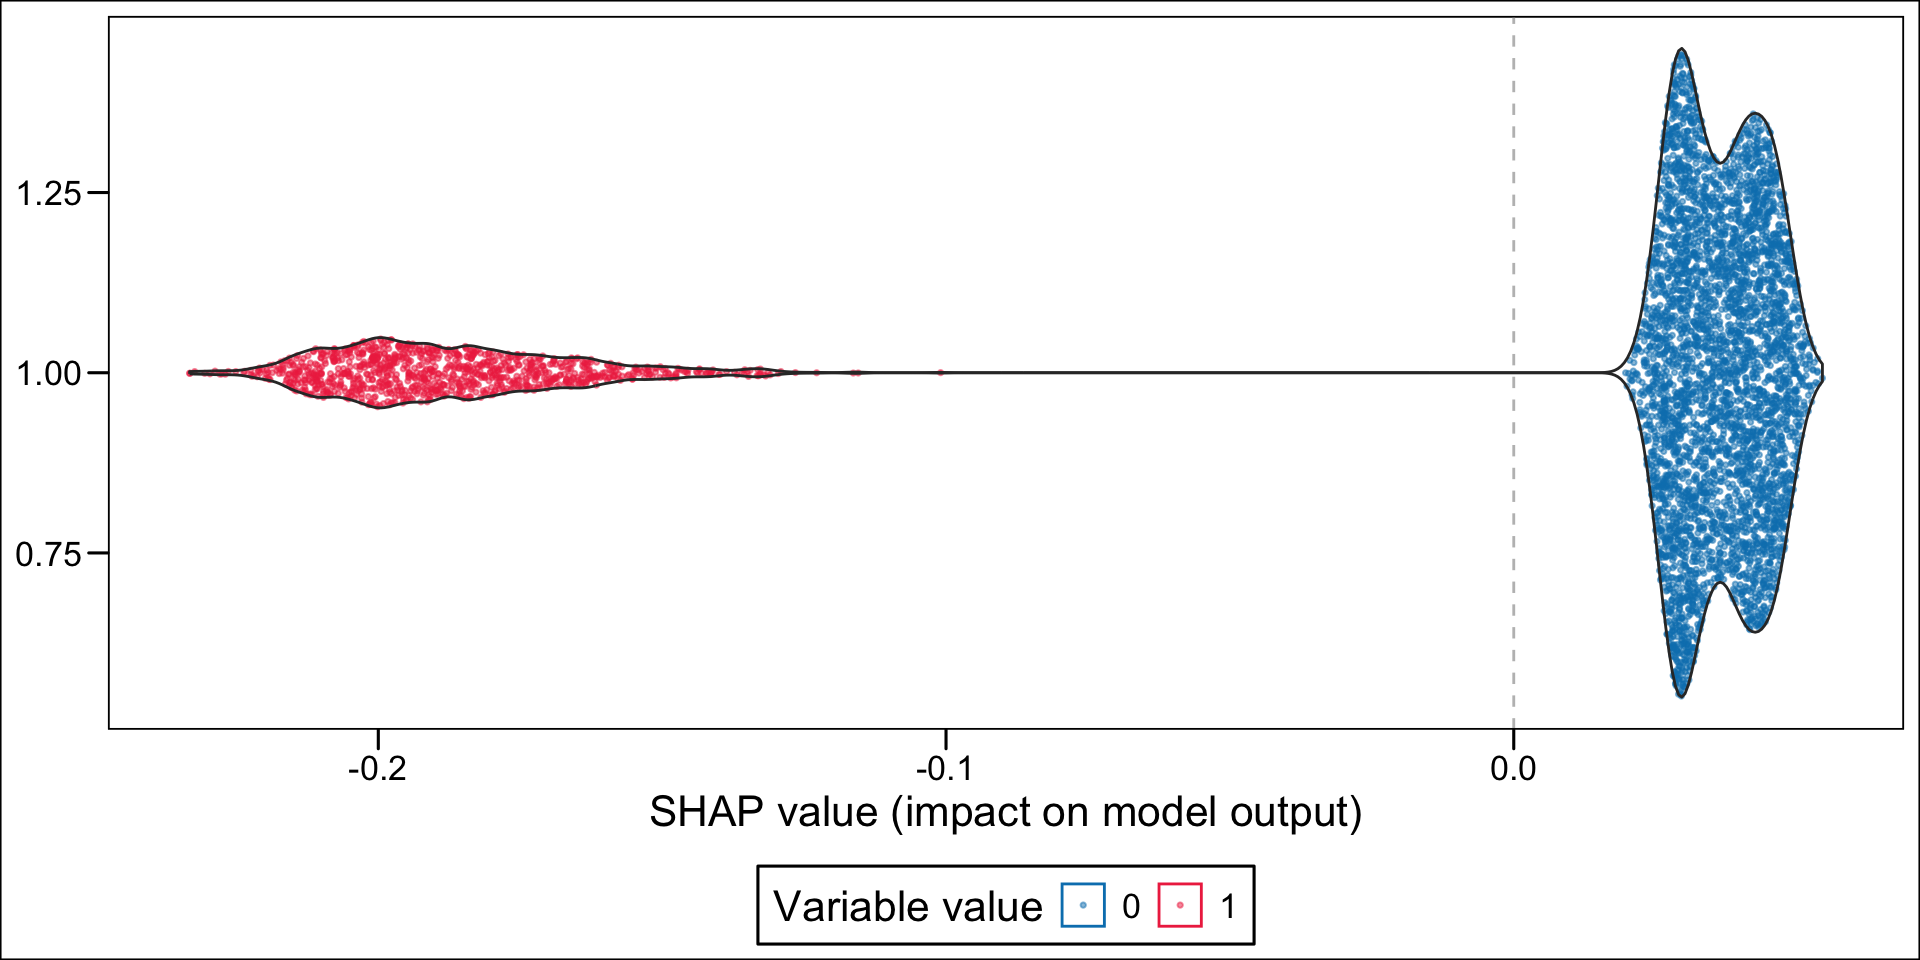 1.25
1.00
0.75
-0.2 -0.1 0.0
SHAP value (impact on model output)
Variable value 0 1